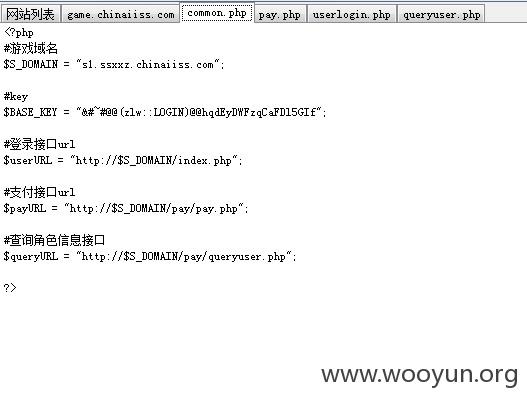 网站列表 game.chinaiiss.com common.php pay.php userlogin.php queryuser.php
<?php
#游戏域名
$S_DOMAIN = "s1.ssxxz.chinaiiss.com";
#key
$BASE_KEY = "&#~#@@(zlw::LOGIN)@@hqdEyDWFzqCaFDl5GIf";
#登录接口url
$userURL = "http://$S_DOMAIN/index.php";
#支付接口url
$payURL = "http://$S_DOMAIN/pay/pay.php";
#查询角色信息接口
$queryURL = "http://$S_DOMAIN/pay/queryuser.php";
?>
www.wooyun.org